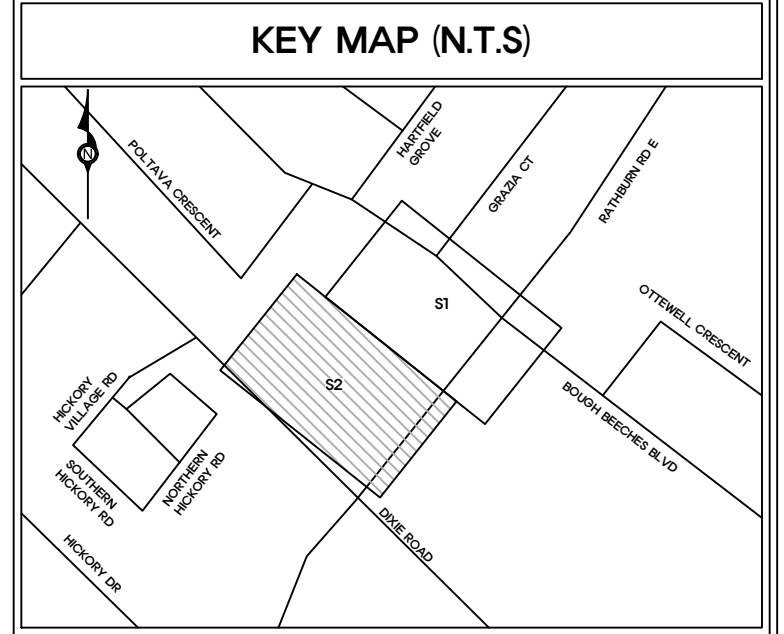 KEY MAP (N.T.S)
N
POLTAVA CRESCENT
HARTFIELD
GROVE
GRAZIA CT
RATHBURN RD E
S1
OTTEWELL CRESCENT
S2
HICKORY
VILLAGE RD
BOUGH BEECHES BLVD
SOUTHERN
HICKORY RD
NORTHERN
HICKORY RD
DIXIE ROAD
HICKORY DR